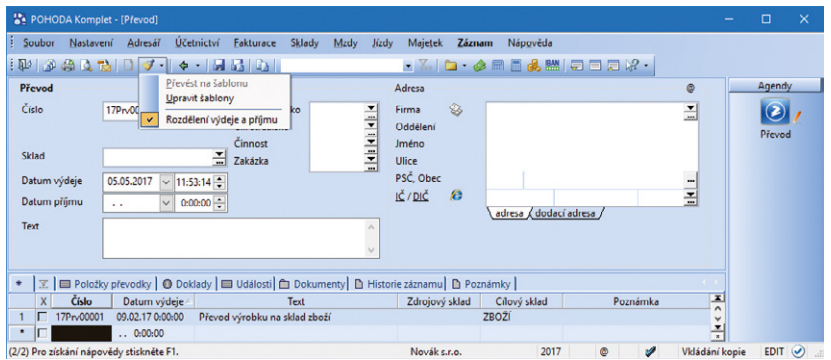 POHODA Komplet - [Převod]
Soubor Nastavení Adresář Účetnictví Fakturace Sklady Mzdy Jízdy Majetek Záznam Nápověda
Převést na šablonu
Upravit šablony
Rozdělení výdeje a příjmu
Převod
Číslo 17Prv00
Činnost
Zakázka
Sklad
Datum výdeje 05.05.2017 11:53:14
Datum příjmu . . 0:00:00
Text
Adresa @
Firma
Oddělení
Jméno
Ulice
PSČ, Obec
IČ / DIČ
adresa dodací adresa
Agendy
Převod
* Položky převodky Doklady Události Dokumenty Historie záznamu Poznámky
X Číslo Datum výdeje Text Zdrojový sklad Cílový sklad Poznámka
1 17Prv00001 09.02.17 0:00:00 Převod výrobku na sklad zboží ZBOŽÍ
* . . 0:00:00
(2/2) Pro získání nápovědy stiskněte F1. Novák s.r.o. 2017 @ Vkládání kopie EDIT